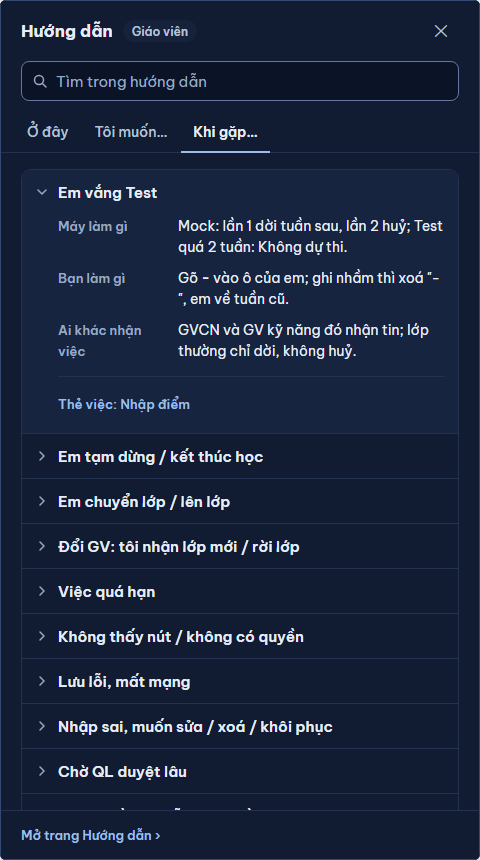 Hướng dẫn Giáo viên
Tìm trong hướng dẫn
Ở đây Tôi muốn... Khi gặp...
Em vắng Test
Máy làm gì
Mock: lần 1 dời tuần sau, lần 2 huỷ; Test
quá 2 tuần: Không dự thi.
Bạn làm gì
Gõ - vào ô của em; ghi nhầm thì xoá "-
", em về tuần cũ.
Ai khác nhận
việc
GVCN và GV kỹ năng đó nhận tin; lớp
thường chỉ dời, không huỷ.
Thẻ việc: Nhập điểm
Em tạm dừng / kết thúc học
Em chuyển lớp / lên lớp
Đổi GV: tôi nhận lớp mới / rời lớp
Việc quá hạn
Không thấy nút / không có quyền
Lưu lỗi, mất mạng
Nhập sai, muốn sửa / xoá / khôi phục
Chờ QL duyệt lâu
Mở trang Hướng dẫn ›